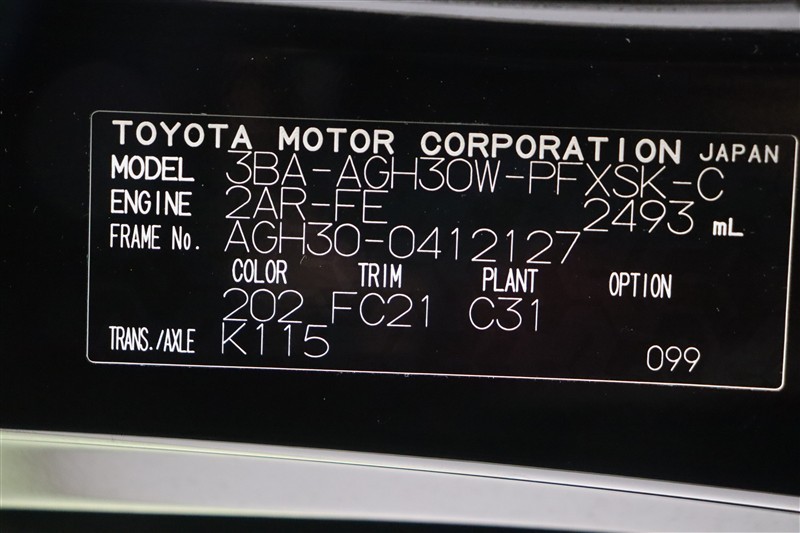 TOYOTA MOTOR CORPORATION JAPAN
MODEL 3BA-AGH30W-PFXSK-C
ENGINE 2AR-FE 2493 mL
FRAME No. AGH30-0412127
COLOR TRIM PLANT OPTION
202 FC21 C31
TRANS./AXLE K115 099